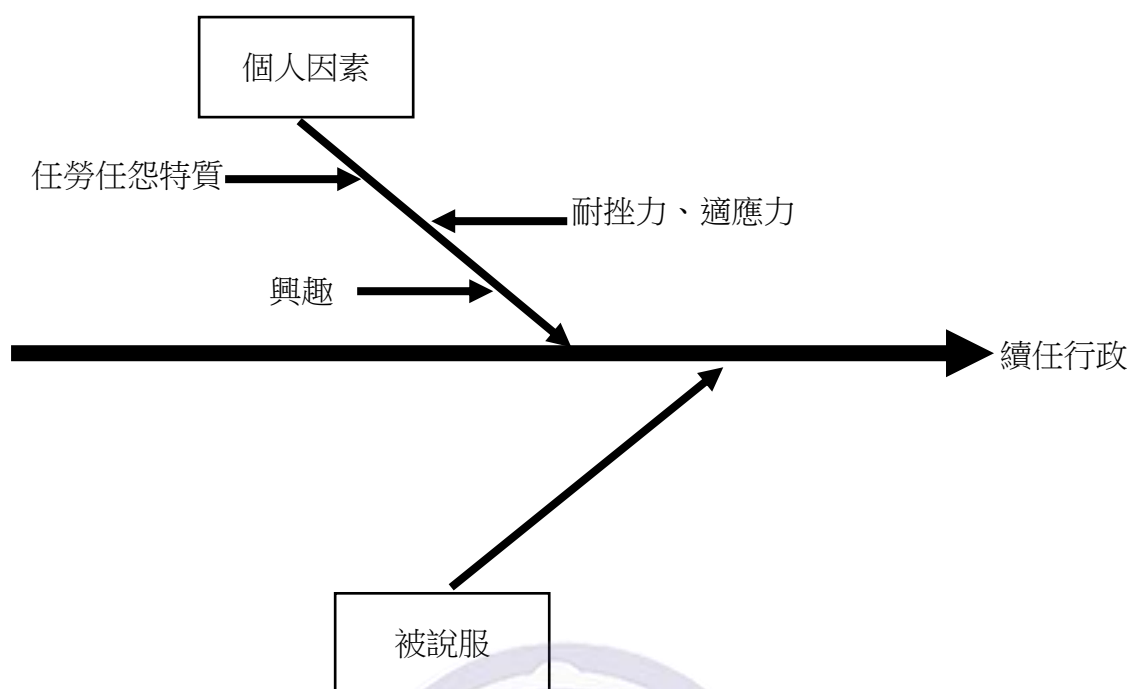 個人因素
任勞任怨特質
耐挫力、適應力
興趣
續任行政
被說服